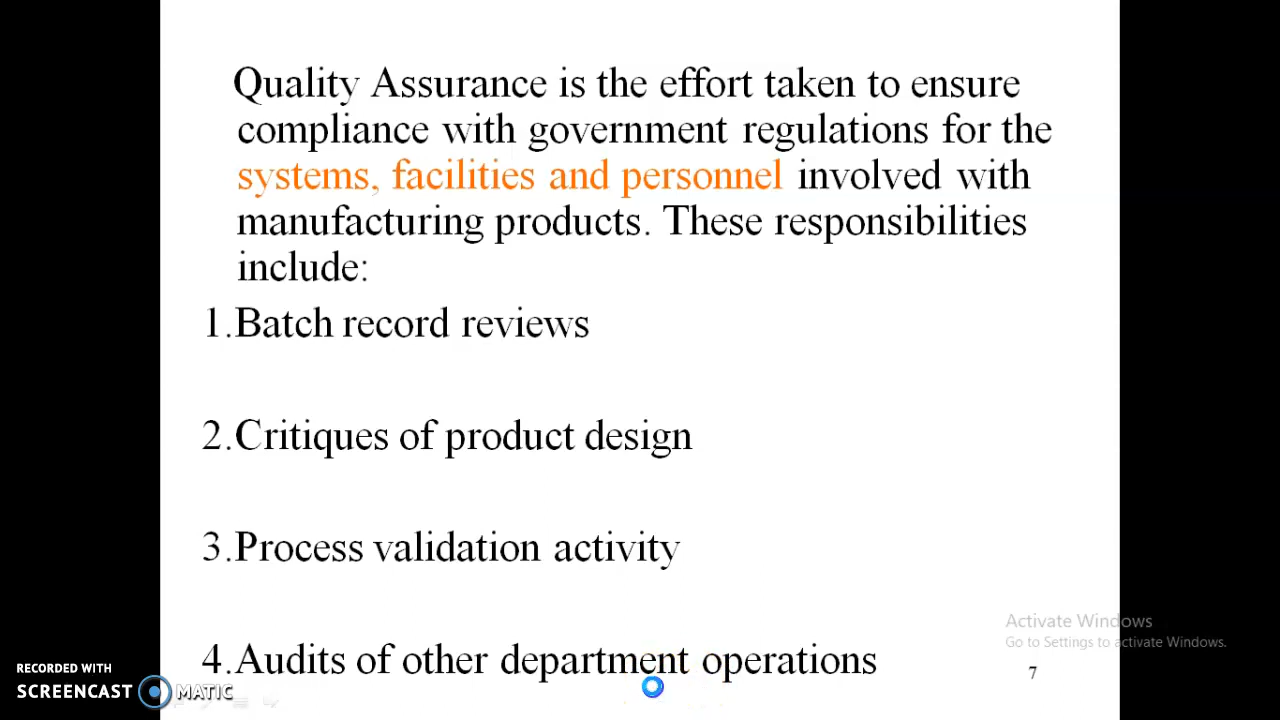 Quality Assurance is the effort taken to ensure
compliance with government regulations for the
systems, facilities and personnel involved with
manufacturing products. These responsibilities
include:
1.Batch record reviews
2.Critiques of product design
3.Process validation activity
4.Audits of other department operations
Activate Windows
Go to Settings to activate Windows.
7
RECORDED WITH
SCREENCAST MATIC